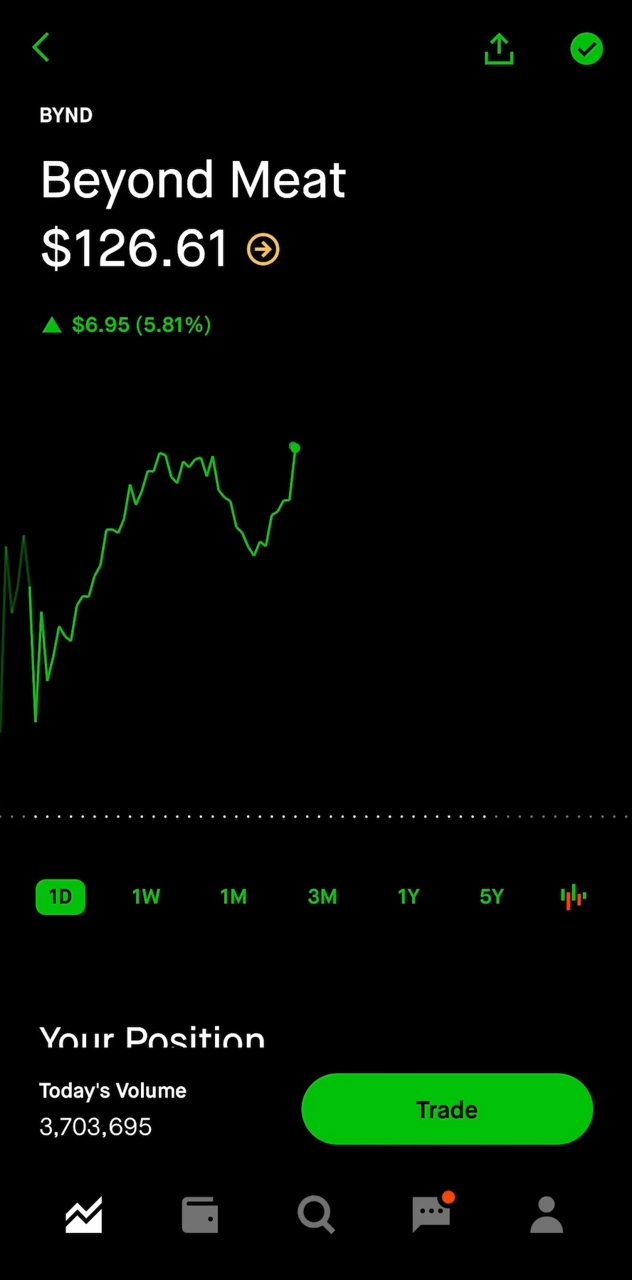 BYND
Beyond Meat
$126.61
$6.95 (5.81%)
1D 1W 1M 3M 1Y 5Y
Your Position
Today's Volume
3,703,695
Trade